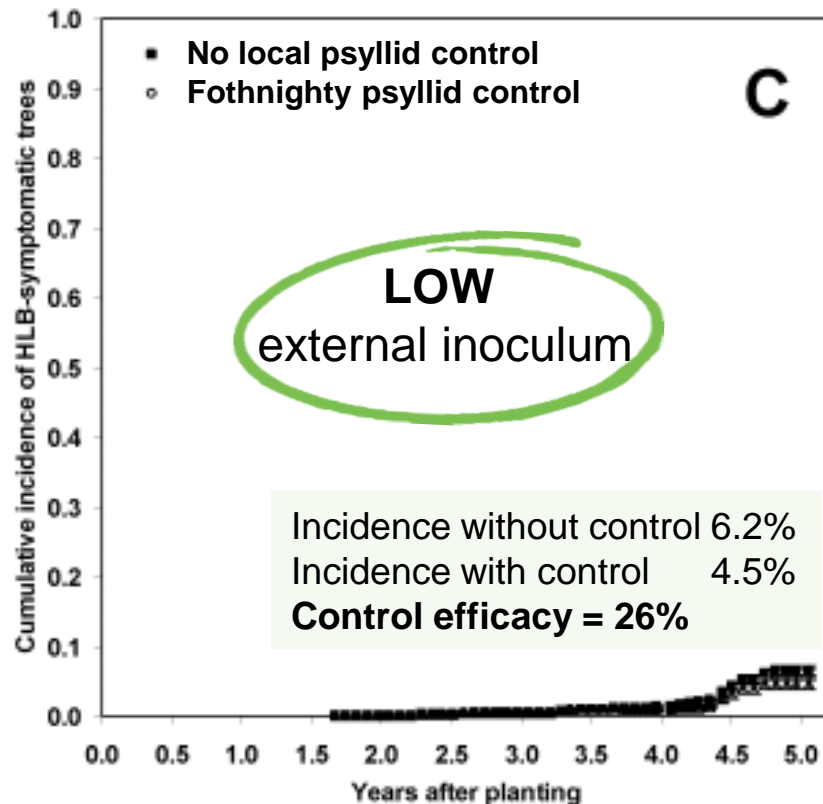 1.0
0.9
0.8
0.7
0.6
0.5
0.4
0.3
0.2
0.1
0.0
Cumulative incidence of HLB-symptomatic trees
No local psyllid control
Fothnighty psyllid control
C
LOW
external inoculum
Incidence without control 6.2%
Incidence with control 4.5%
Control efficacy = 26%
0.0 0.5 1.0 1.5 2.0 2.5 3.0 3.5 4.0 4.5 5.0
Years after planting